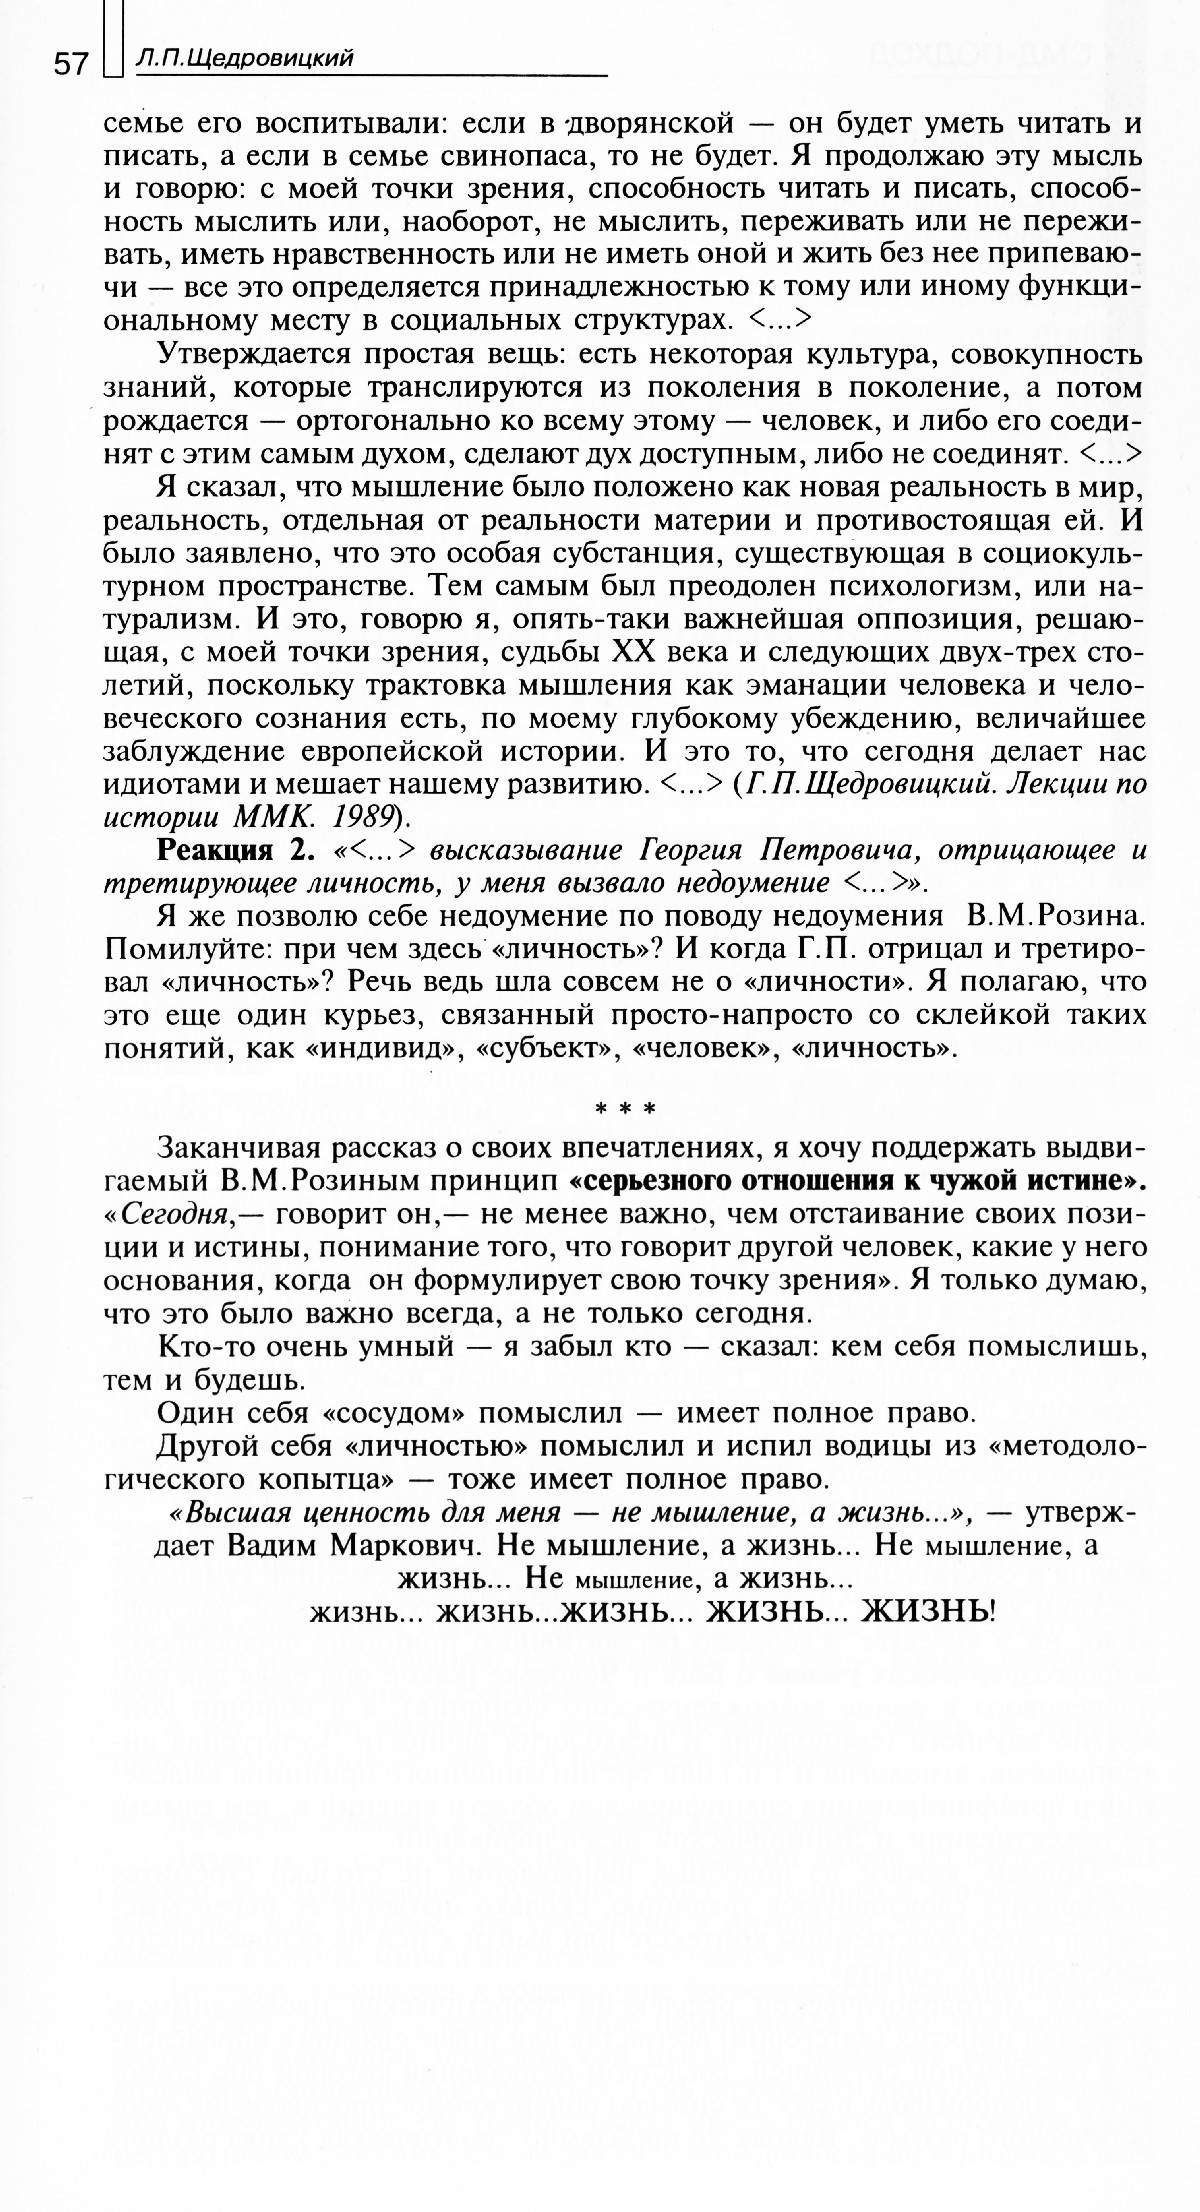 57
Л.П.Щедровицкий
семье его воспитывали: если в дворянской — он будет уметь читать и
писать, а если в семье свинопаса, то не будет. Я продолжаю эту мысль
и говорю: с моей точки зрения, способность читать и писать, способ-
ность мыслить или, наоборот, не мыслить, переживать или не пережи-
вать, иметь нравственность или не иметь оной и жить без нее припеваю-
чи — все это определяется принадлежностью к тому или иному функци-
ональному месту в социальных структурах. <...>
Утверждается простая вещь: есть некоторая культура, совокупность
знаний, которые транслируются из поколения в поколение, а потом
рождается — ортогонально ко всему этому — человек, и либо его соеди-
нят с этим самым духом, сделают дух доступным, либо не соединят. <...>
Я сказал, что мышление было положено как новая реальность в мир,
реальность, отдельная от реальности материи и противостоящая ей. И
было заявлено, что это особая субстанция, существующая в социокуль-
турном пространстве. Тем самым был преодолен психологизм, или на-
турализм. И это, говорю я, опять-таки важнейшая оппозиция, решаю-
щая, с моей точки зрения, судьбы XX века и следующих двух-трех сто-
летий, поскольку трактовка мышления как эманации человека и чело-
веческого сознания есть, по моему глубокому убеждению, величайшее
заблуждение европейской истории. И это то, что сегодня делает нас
идиотами и мешает нашему развитию. <...> (Г.П.Щедровицкий. Лекции по
истории ММК. 1989).
Реакция 2. «<...> высказывание Георгия Петровича, отрицающее и
третирующее личность, у меня вызвало недоумение <...>».
Я же позволю себе недоумение по поводу недоумения В.М.Розина.
Помилуйте: при чем здесь «личность»? И когда Г.П. отрицал и третиро-
вал «личность»? Речь ведь шла совсем не о «личности». Я полагаю, что
это еще один курьез, связанный просто-напросто со склейкой таких
понятий, как «индивид», «субъект», «человек», «личность».
* * *
Заканчивая рассказ о своих впечатлениях, я хочу поддержать выдви-
гаемый В.М.Розиным принцип «серьезного отношения к чужой истине».
«Сегодня,— говорит он,— не менее важно, чем отстаивание своих пози-
ции и истины, понимание того, что говорит другой человек, какие у него
основания, когда он формулирует свою точку зрения». Я только думаю,
что это было важно всегда, а не только сегодня.
Кто-то очень умный — я забыл кто — сказал: кем себя помыслишь,
тем и будешь.
Один себя «сосудом» помыслил — имеет полное право.
Другой себя «личностью» помыслил и испил водицы из «методоло-
гического копытца» — тоже имеет полное право.
«Высшая ценность для меня — не мышление, а жизнь...», — утверж-
дает Вадим Маркович. Не мышление, а жизнь... Не мышление, а
жизнь... Не мышление, а жизнь...
жизнь... жизнь...ЖИЗНЬ... ЖИЗНЬ... ЖИЗНЬ!